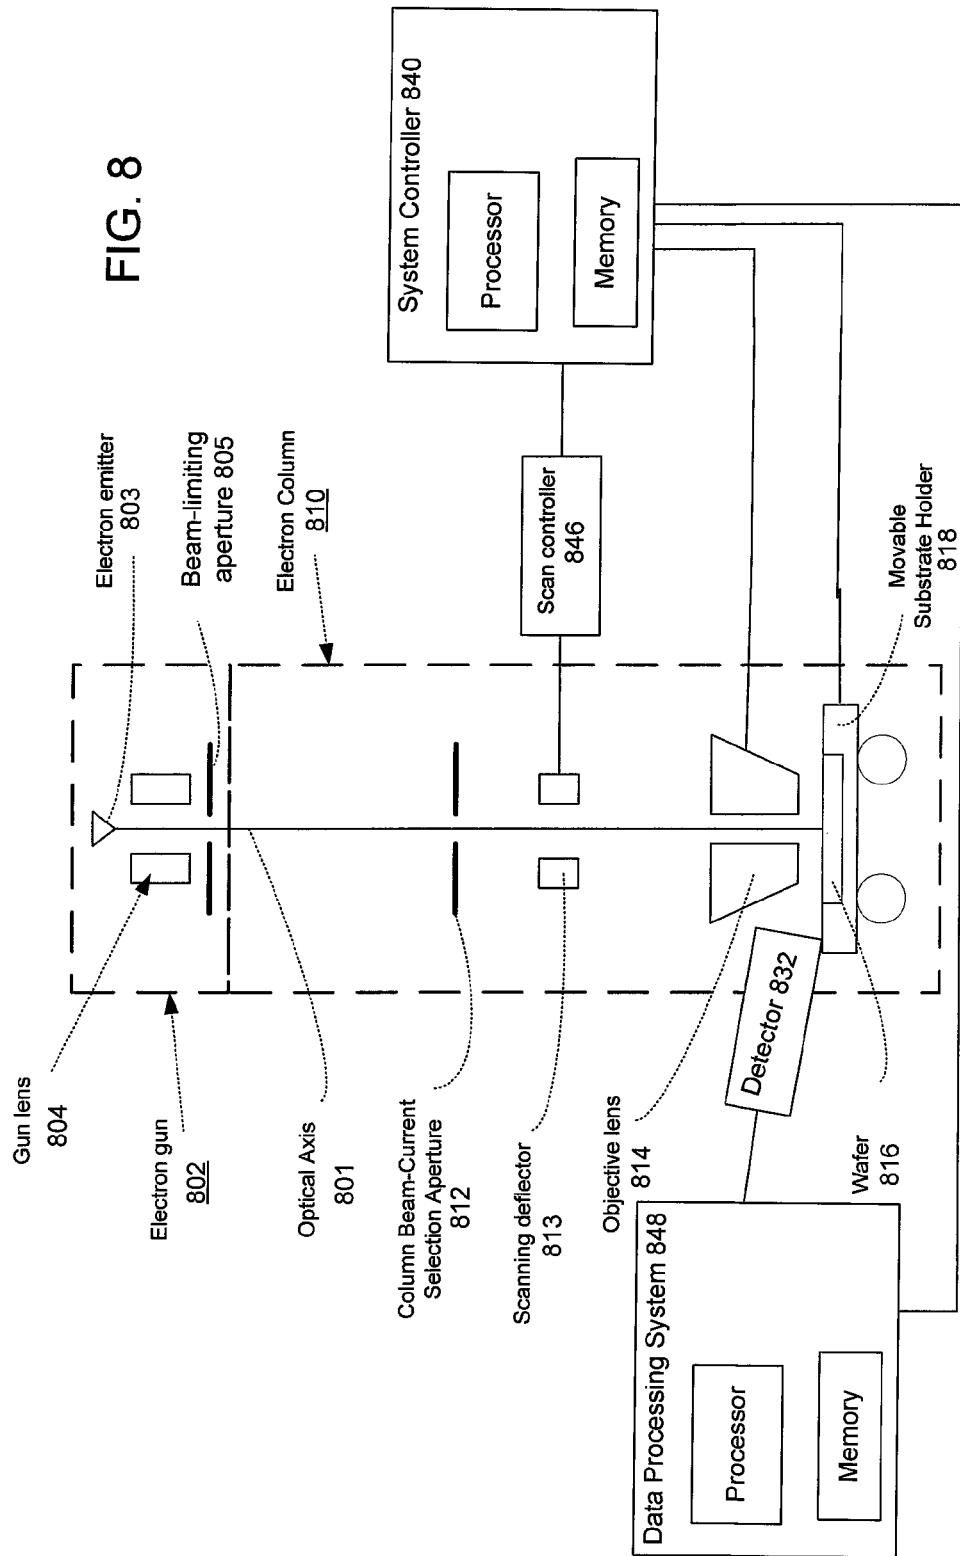 FIG. 8
Gun lens
804
Electron gun
802
Optical Axis
801
Column Beam-Current
Selection Aperture
812
Scanning deflector
813
Objective lens
814
Wafer
816
Electron emitter
803
Beam-limiting
aperture 805
Electron Column
810
Scan controller
846
System Controller 840
Processor
Memory
Movable
Substrate Holder
818
Detector 832
Data Processing System 848
Processor
Memory